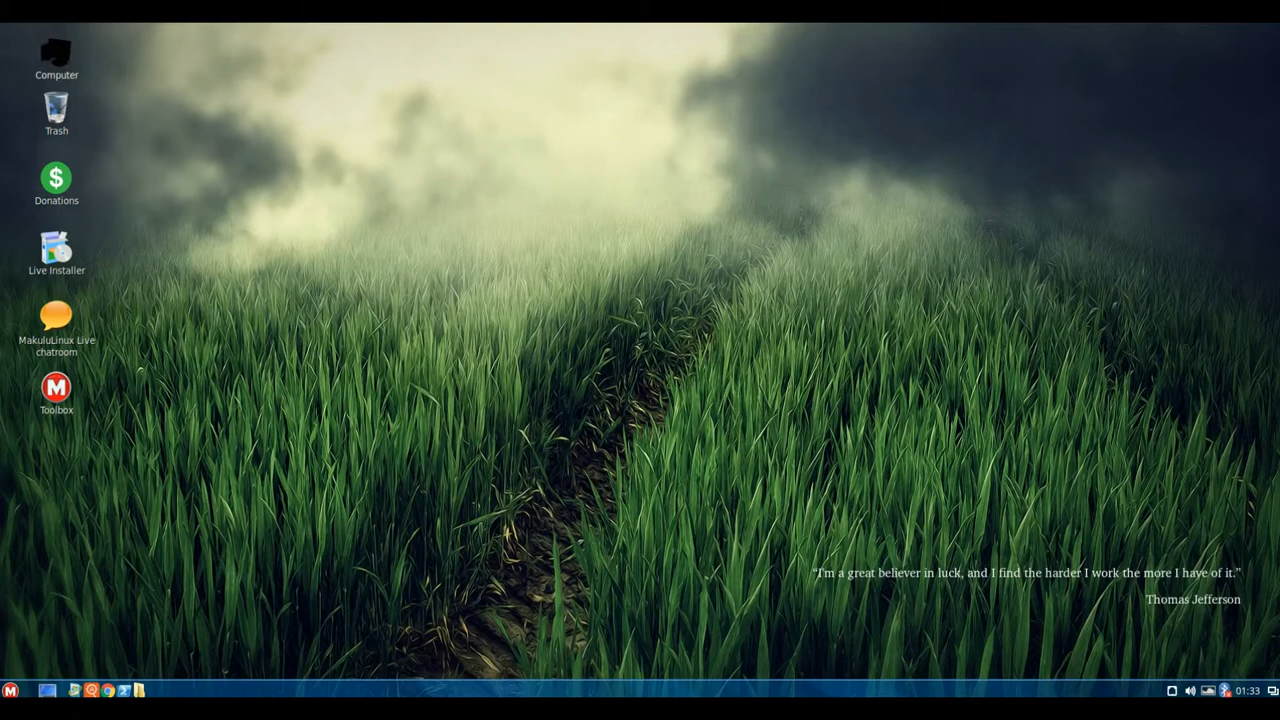 Computer
Trash
$
Donations
Live Installer
MakuluLinux Live
chatroom
M
Toolbox
“I'm a great believer in luck, and I find the harder I work the more I have of it.”
Thomas Jefferson
M
01:33